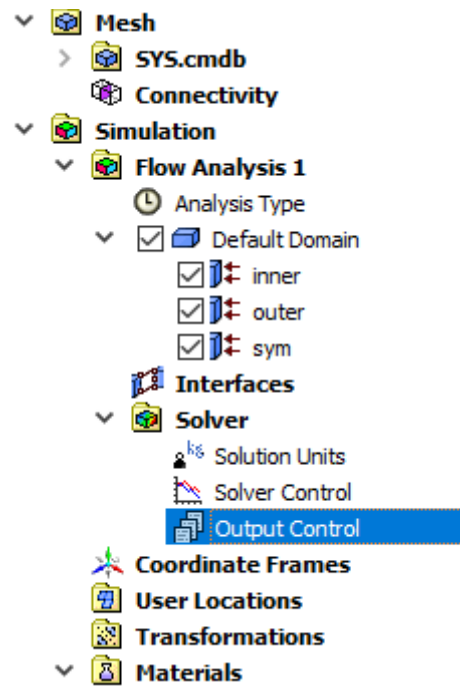 Mesh
SYS.cmdb
Connectivity
Simulation
Flow Analysis 1
Analysis Type
Default Domain
inner
outer
sym
Interfaces
Solver
kg Solution Units
Solver Control
Output Control
Coordinate Frames
User Locations
Transformations
Materials